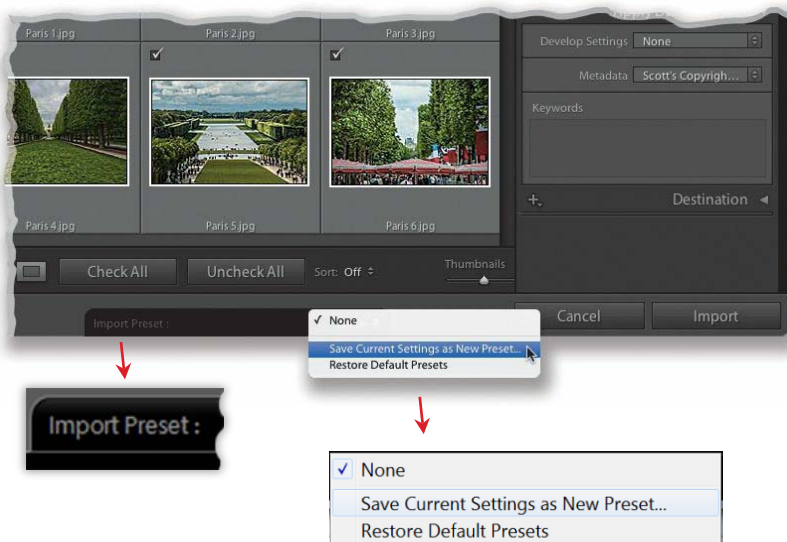 Paris 1.jpg Paris 2.jpg Paris 3.jpg
Develop Settings None
Metadata Scott's Copyrigh...
Keywords
Destination
Paris 4.jpg Paris 5.jpg Paris 6.jpg
Check All Uncheck All Sort: Off Thumbnails
Import Preset : None Cancel Import
Save Current Settings as New Preset...
Restore Default Presets
Import Preset :
None
Save Current Settings as New Preset...
Restore Default Presets